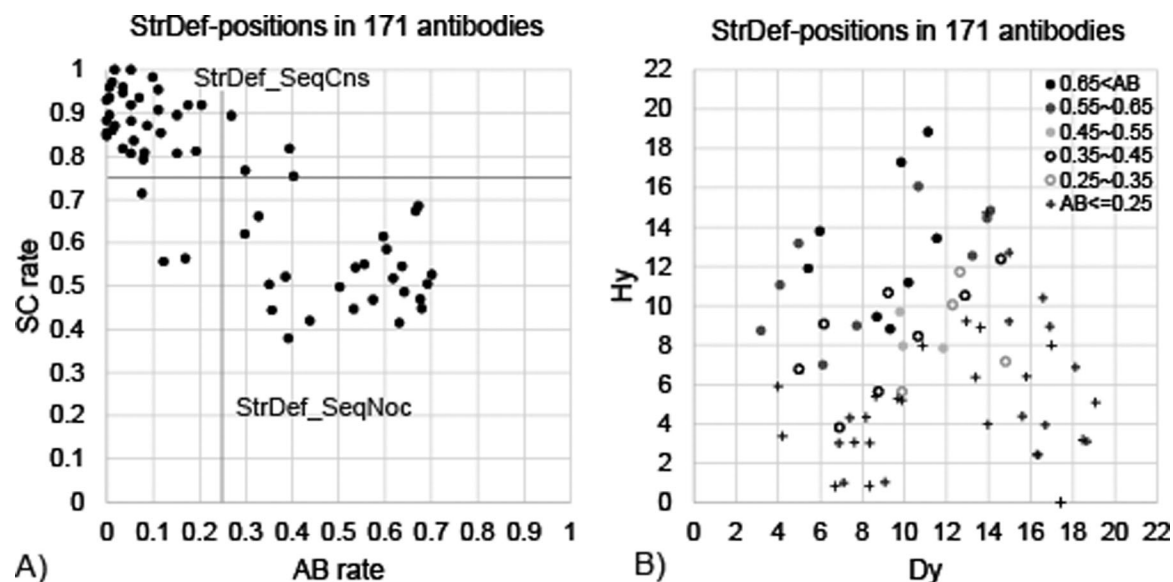 StrDef-positions in 171 antibodies
1
0.9
0.8
0.7
0.6
0.5
0.4
0.3
0.2
0.1
0
SC rate
StrDef_SeqCns
StrDef_SeqNoc
0 0.1 0.2 0.3 0.4 0.5 0.6 0.7 0.8 0.9 1
A) AB rate
StrDef-positions in 171 antibodies
22
20
18
16
14
12
10
8
6
4
2
0
Hy
0.65<AB
0.55~0.65
0.45~0.55
0.35~0.45
0.25~0.35
AB<=0.25
0 2 4 6 8 10 12 14 16 18 20 22
B) Dy